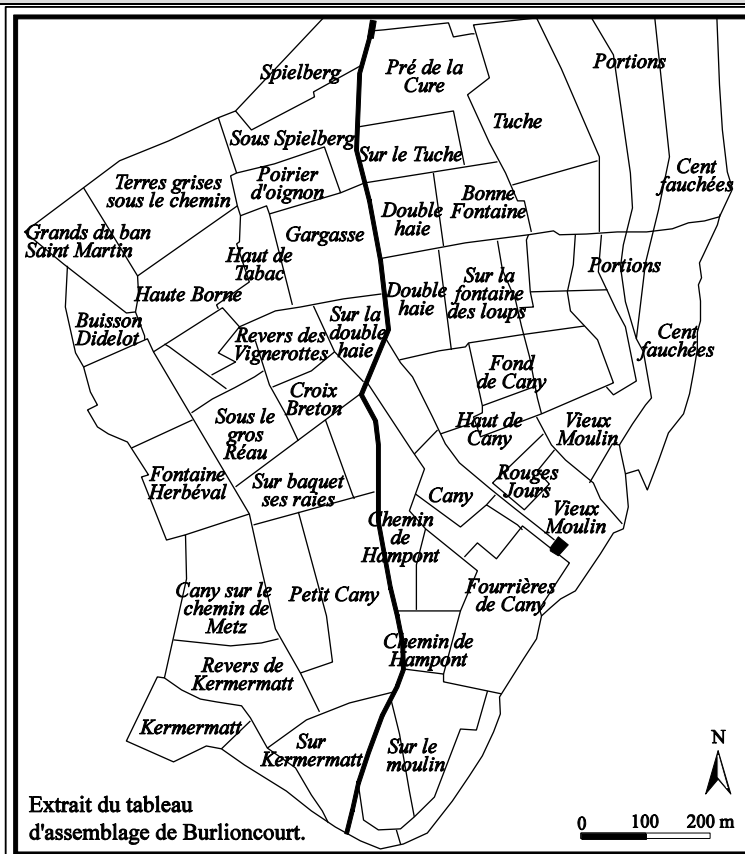 Spielberg
Pré de la
Cure
Portions
Tuche
Sous Spielberg
Sur le Tuche
Cent
fauchées
Terres grises
sous le chemin
Poirier
d'oignon
Double
haie
Bonne
Fontaine
Grands du ban
Saint Martin
Haut de
Tabac
Gargasse
Portions
Haute Borne
Double
haie
Sur la
fontaine
des loups
Buisson
Didelot
Revers des
Vignerottes
Sur la
double
haie
Cent
fauchées
Fond
de Cany
Croix
Breton
Sous le
gros
Réau
Haut de
Cany
Vieux
Moulin
Fontaine
Herbéval
Sur baquet
ses raies
Rouges
Jours
Cany
Vieux
Moulin
Chemin
de
Hampont
Cany sur le
chemin de
Metz
Petit Cany
Fourrières
de Cany
Chemin de
Hampont
Revers de
Kermermatt
Kermermatt
Sur
Kermermatt
Sur le
moulin
N
Extrait du tableau
d'assemblage de Burlioncourt.
0 100 200 m